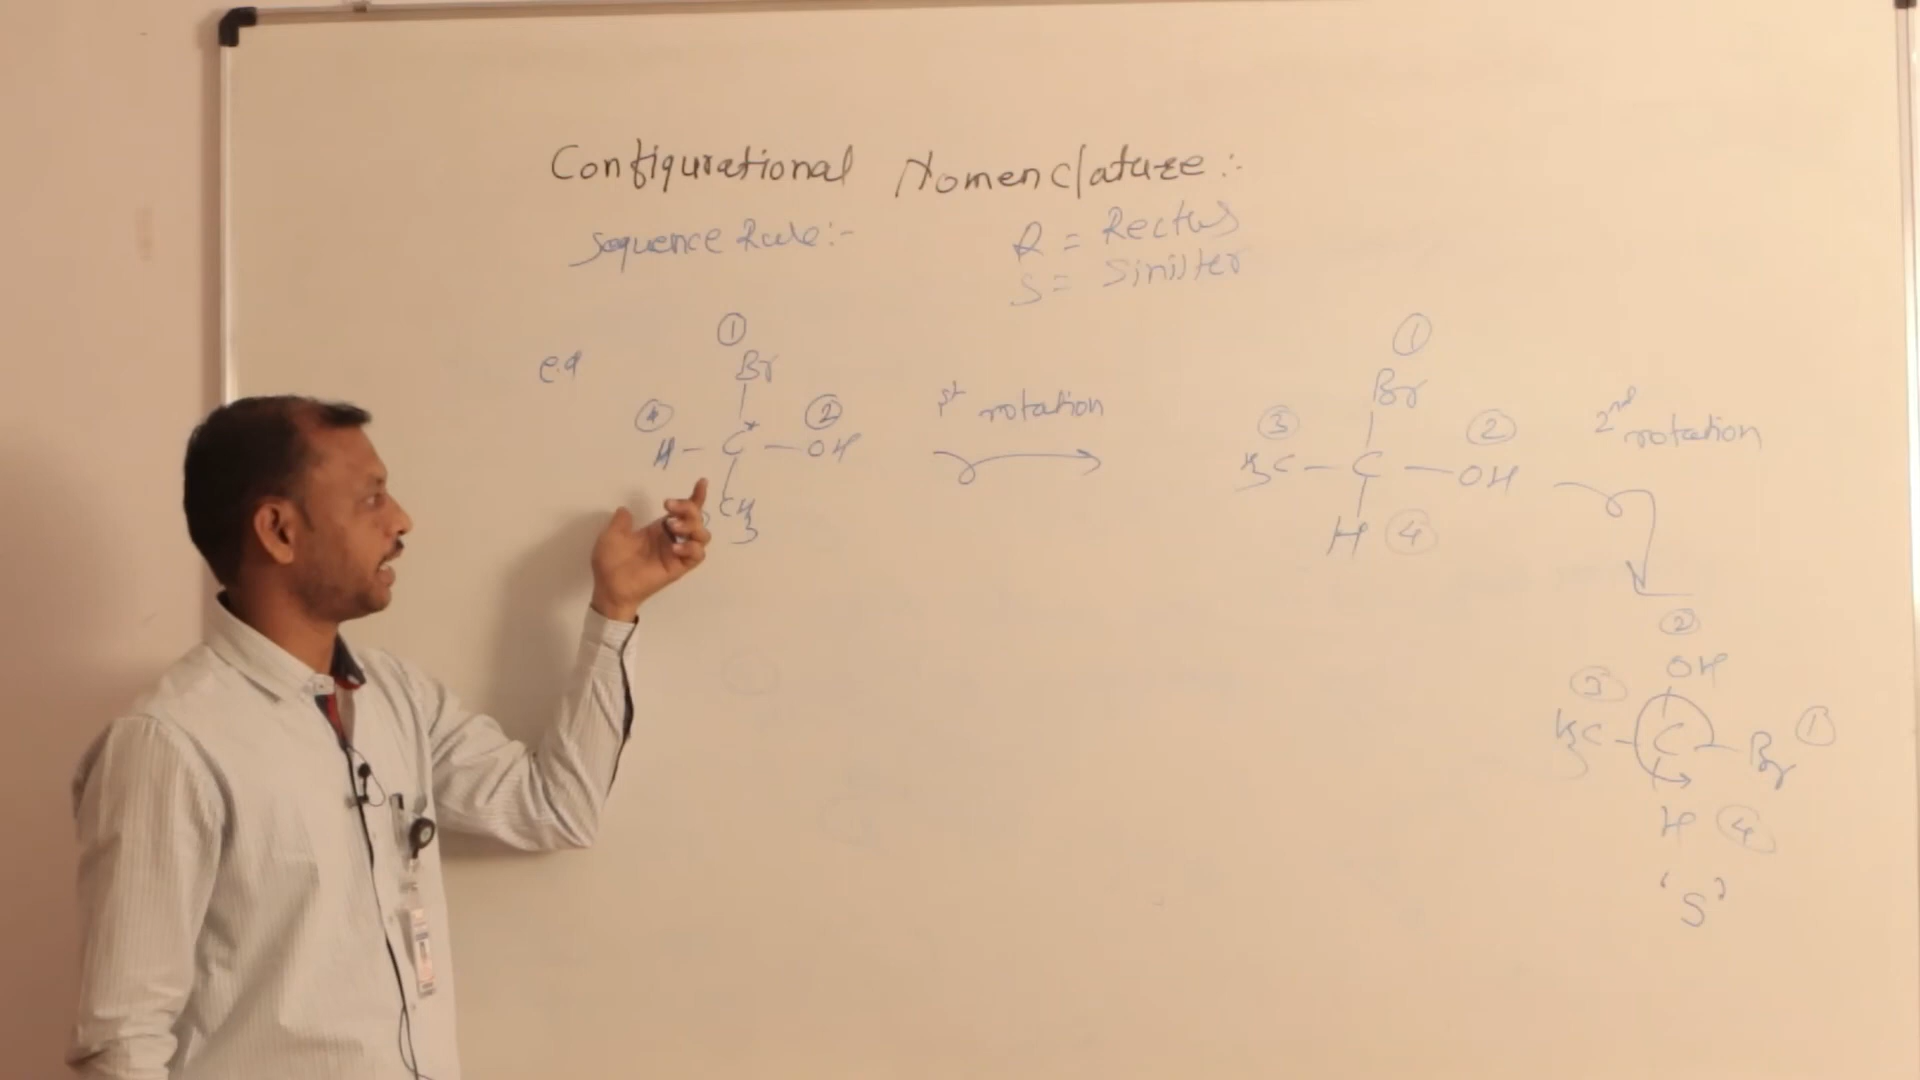 Configurational Nomenclature :-
Sequence Rule :-
R = Rectus
S = Sinister
e.g
①
Br
④ ②
H - C* - OH
CH3
1st rotation
①
Br
③ ②
H3C - C - OH
H ④
2nd rotation
②
OH
③
H3C - C - Br ①
H ④
'S'